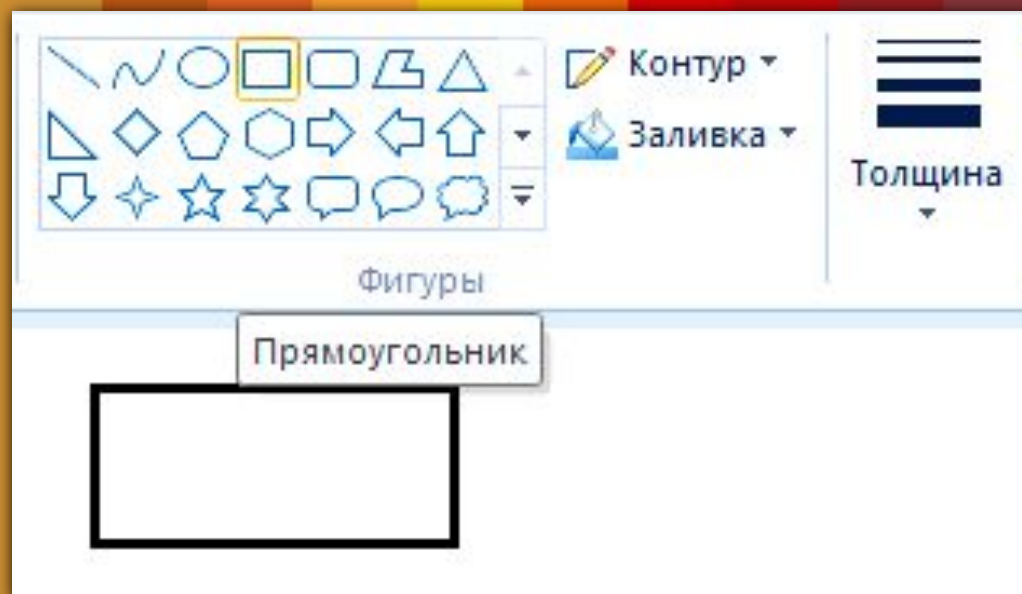 Контур
Заливка
Толщина
Фигуры
Прямоугольник